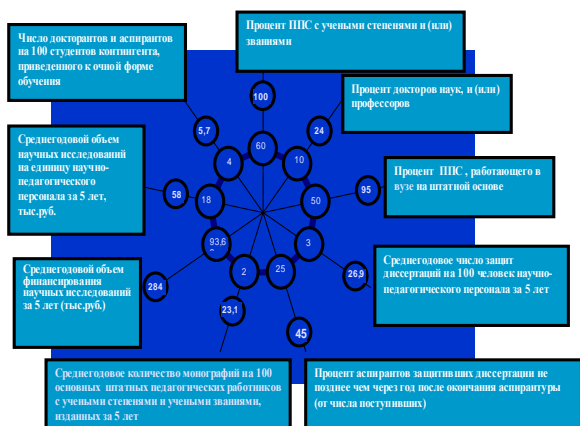 Число докторантов и аспирантов
на 100 студентов контингента,
приведенного к очной форме
обучения
Процент ППС с учеными степенями и (или)
званиями
Процент докторов наук, и (или)
профессоров
Среднегодовой объем
научных исследований
на единицу научно-
педагогического
персонала за 5 лет,
тыс.руб.
Процент ППС , работающего в
вузе на штатной основе
Среднегодовой объем
финансирования
научных исследований
за 5 лет (тыс.руб.)
Среднегодовое число защит
диссертаций на 100 человек научно-
педагогического персонала за 5 лет
Среднегодовое количество монографий на 100
основных штатных педагогических работников
с учеными степенями и учеными званиями,
изданных за 5 лет
Процент аспирантов защитивших диссертации не
позднее чем через год после окончания аспирантуры
(от числа поступивших)
100
5,7
24
60
4
10
58
18
50
95
93,6
3
284
2
25
26,9
23,1
45